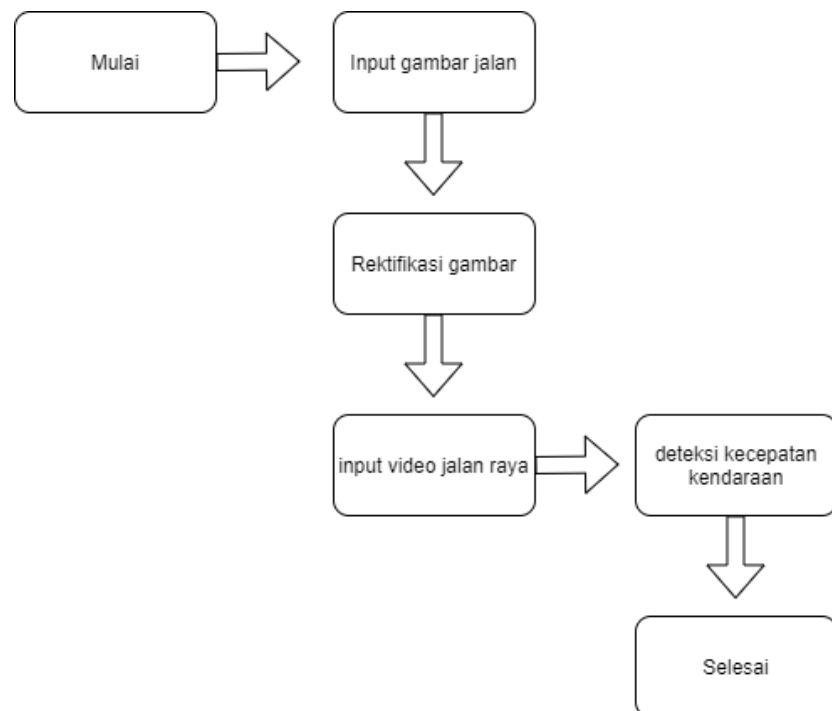 Mulai
Input gambar jalan
Rektifikasi gambar
input video jalan raya
deteksi kecepatan
kendaraan
Selesai